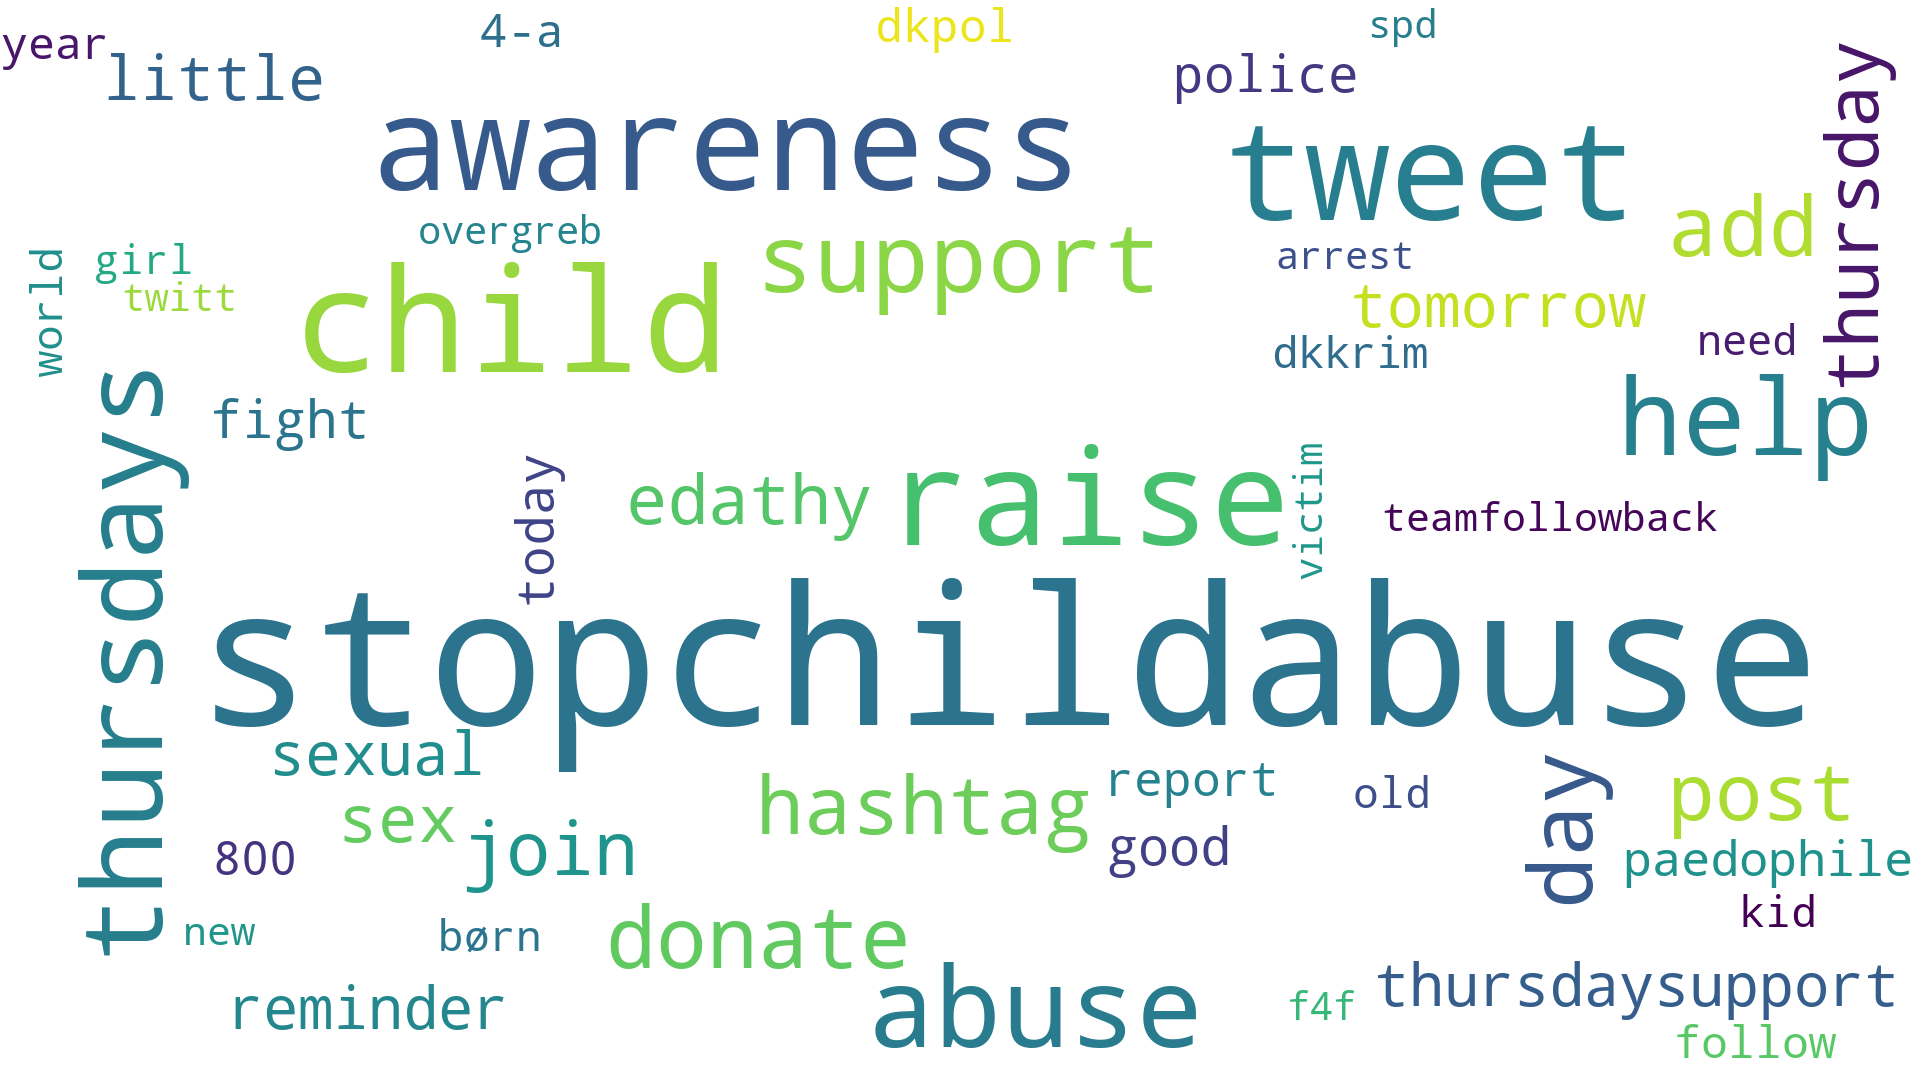 year
4-a
dkpol
spd
little
police
thursday
awareness
tweet
add
overgreb
support
arrest
world
girl
twitt
child
tomorrow
dkkrim
need
thursdays
fight
help
today
edathy
raise
victim
teamfollowback
stopchildabuse
sexual
hashtag
report
old
day
post
sex
join
800
good
paedophile
new
børn
donate
kid
reminder
abuse
f4f
thursdaysupport
follow